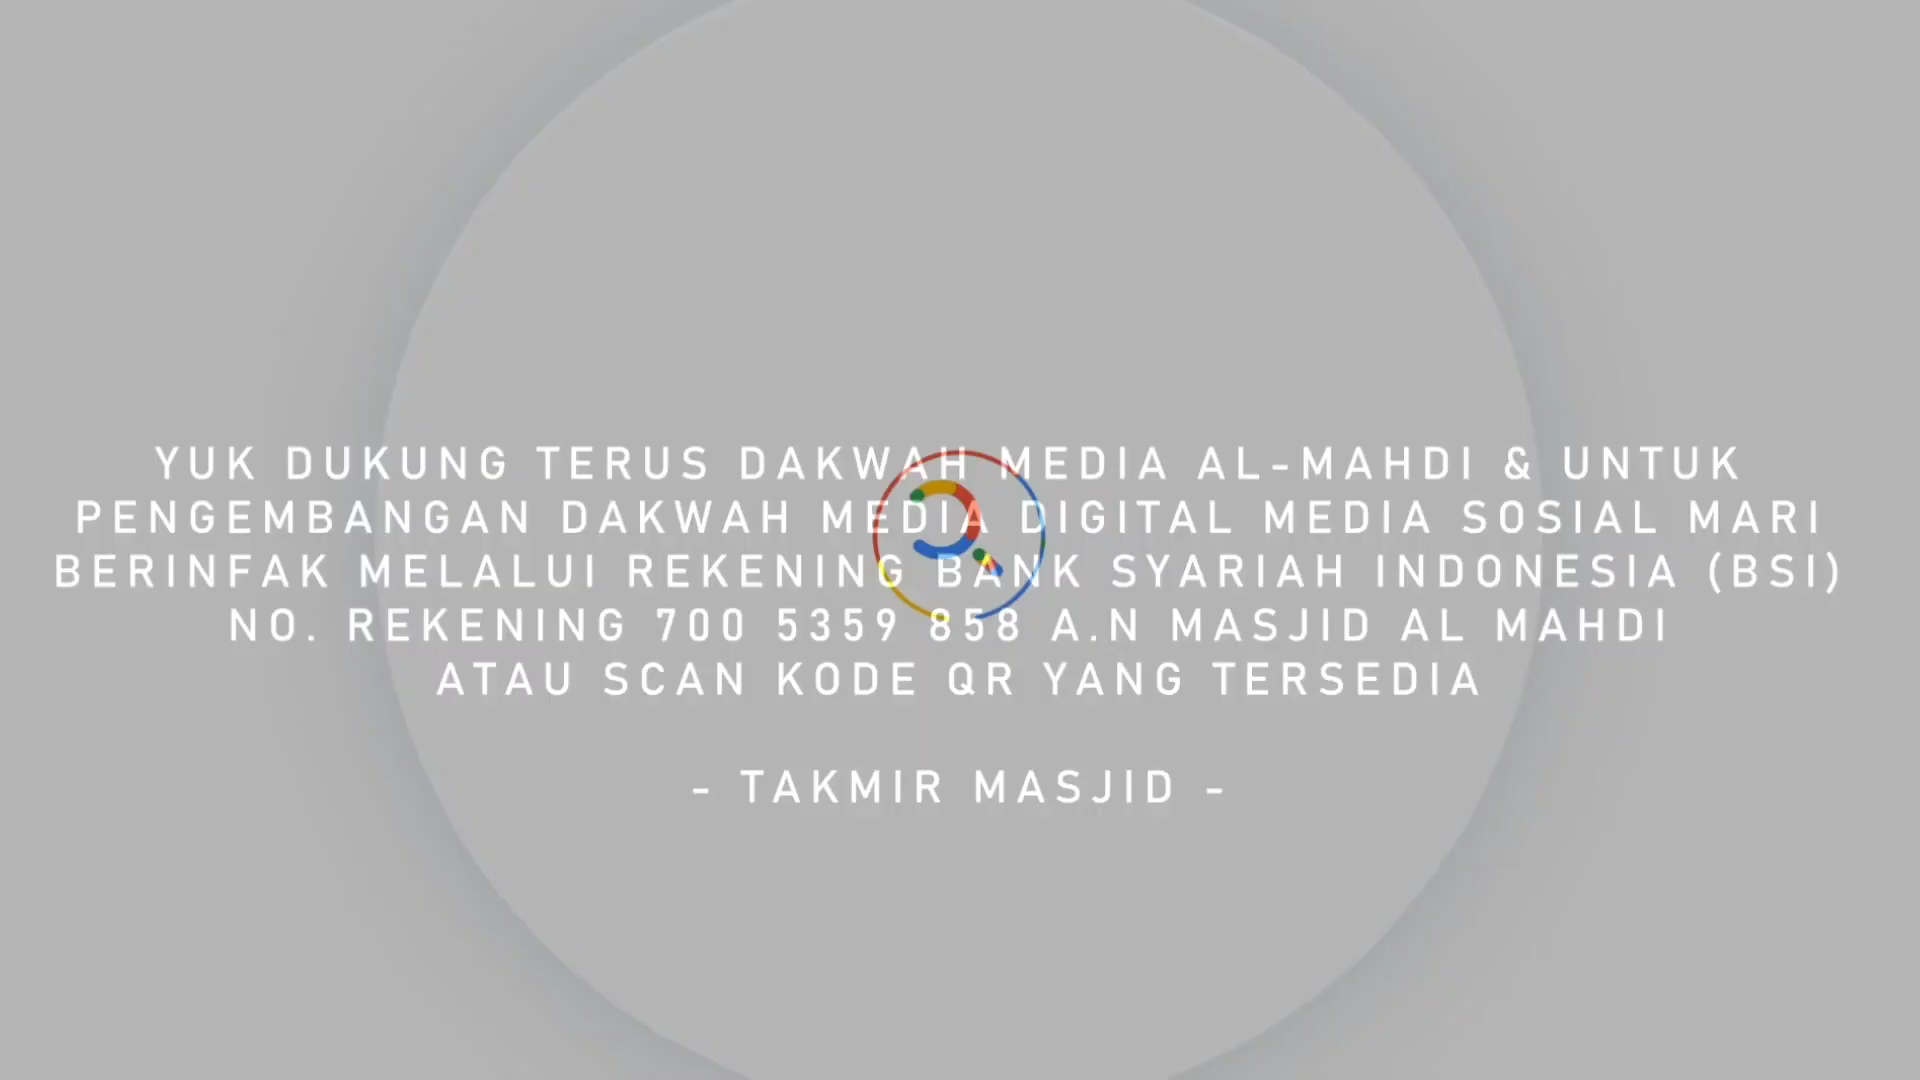 YUK DUKUNG TERUS DAKWAH MEDIA AL-MAHDI & UNTUK
PENGEMBANGAN DAKWAH MEDIA DIGITAL MEDIA SOSIAL MARI
BERINFAK MELALUI REKENING BANK SYARIAH INDONESIA (BSI)
NO. REKENING 700 5359 858 A.N MASJID AL MAHDI
ATAU SCAN KODE QR YANG TERSEDIA
- TAKMIR MASJID -